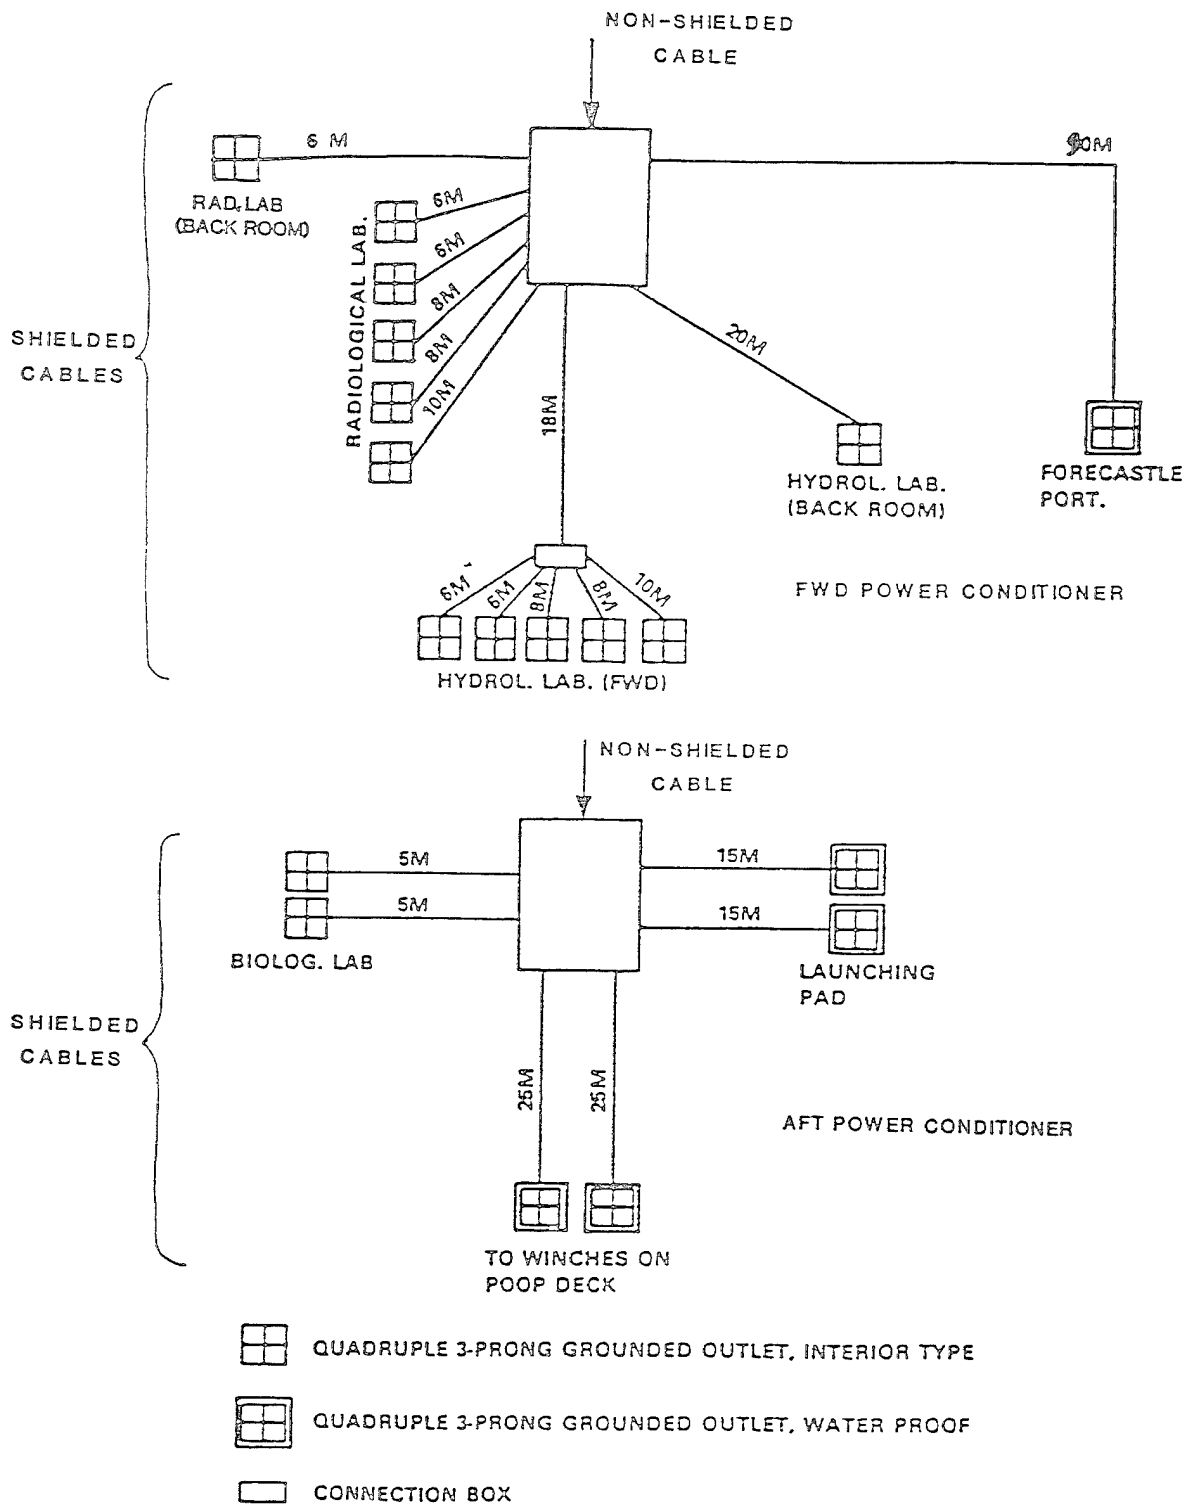 NON-SHIELDED
CABLE
6 M
RAD. LAB
(BACK ROOM)
RADIOLOGICAL LAB.
6M
6M
8M
8M
10M
18M
20M
HYDROL. LAB.
(BACK ROOM)
FORECASTLE
PORT.
SHIELDED
CABLES
6M
6M
8M
8M
10M
HYDROL. LAB. (FWD)
FWD POWER CONDITIONER
NON-SHIELDED
CABLE
5M
5M
BIOLOG. LAB
15M
15M
LAUNCHING
PAD
SHIELDED
CABLES
25M
25M
AFT POWER CONDITIONER
TO WINCHES ON
POOP DECK
QUADRUPLE 3-PRONG GROUNDED OUTLET, INTERIOR TYPE
QUADRUPLE 3-PRONG GROUNDED OUTLET, WATER PROOF
CONNECTION BOX